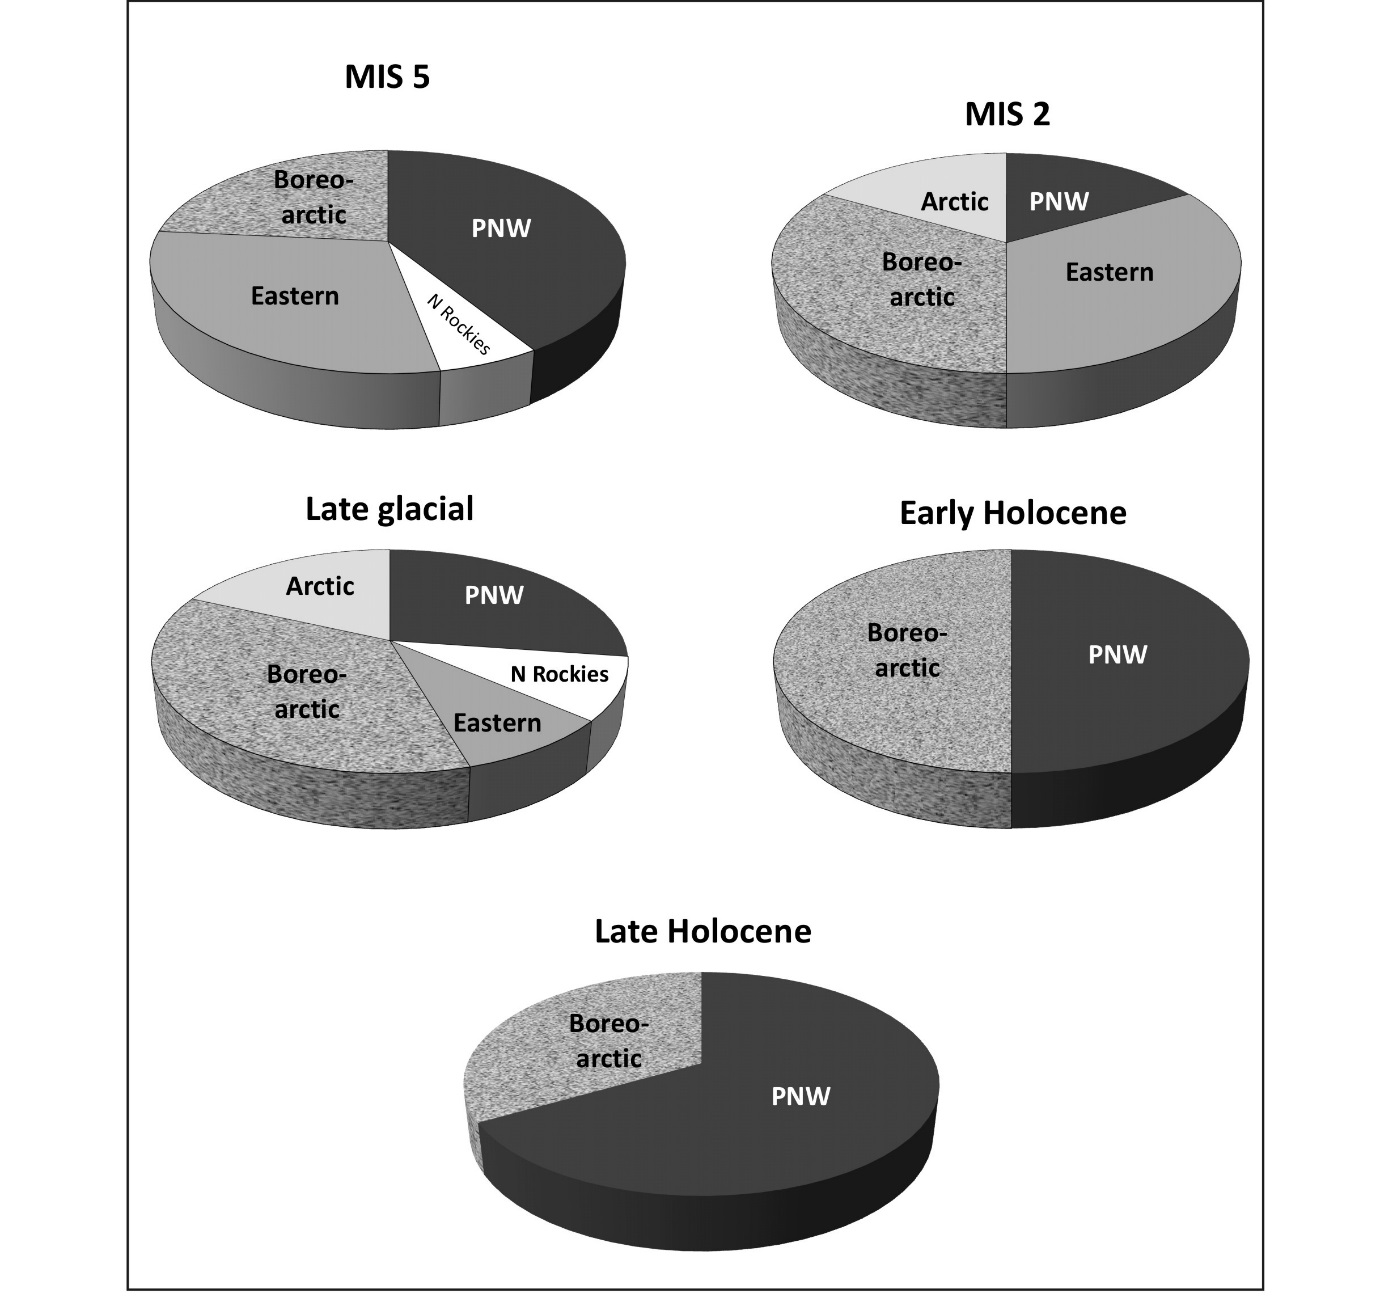 MIS 5
Boreo-
arctic
PNW
Eastern
N Rockies
MIS 2
Arctic
PNW
Boreo-
arctic
Eastern
Late glacial
Arctic
PNW
Boreo-
arctic
N Rockies
Eastern
Early Holocene
Boreo-
arctic
PNW
Late Holocene
Boreo-
arctic
PNW